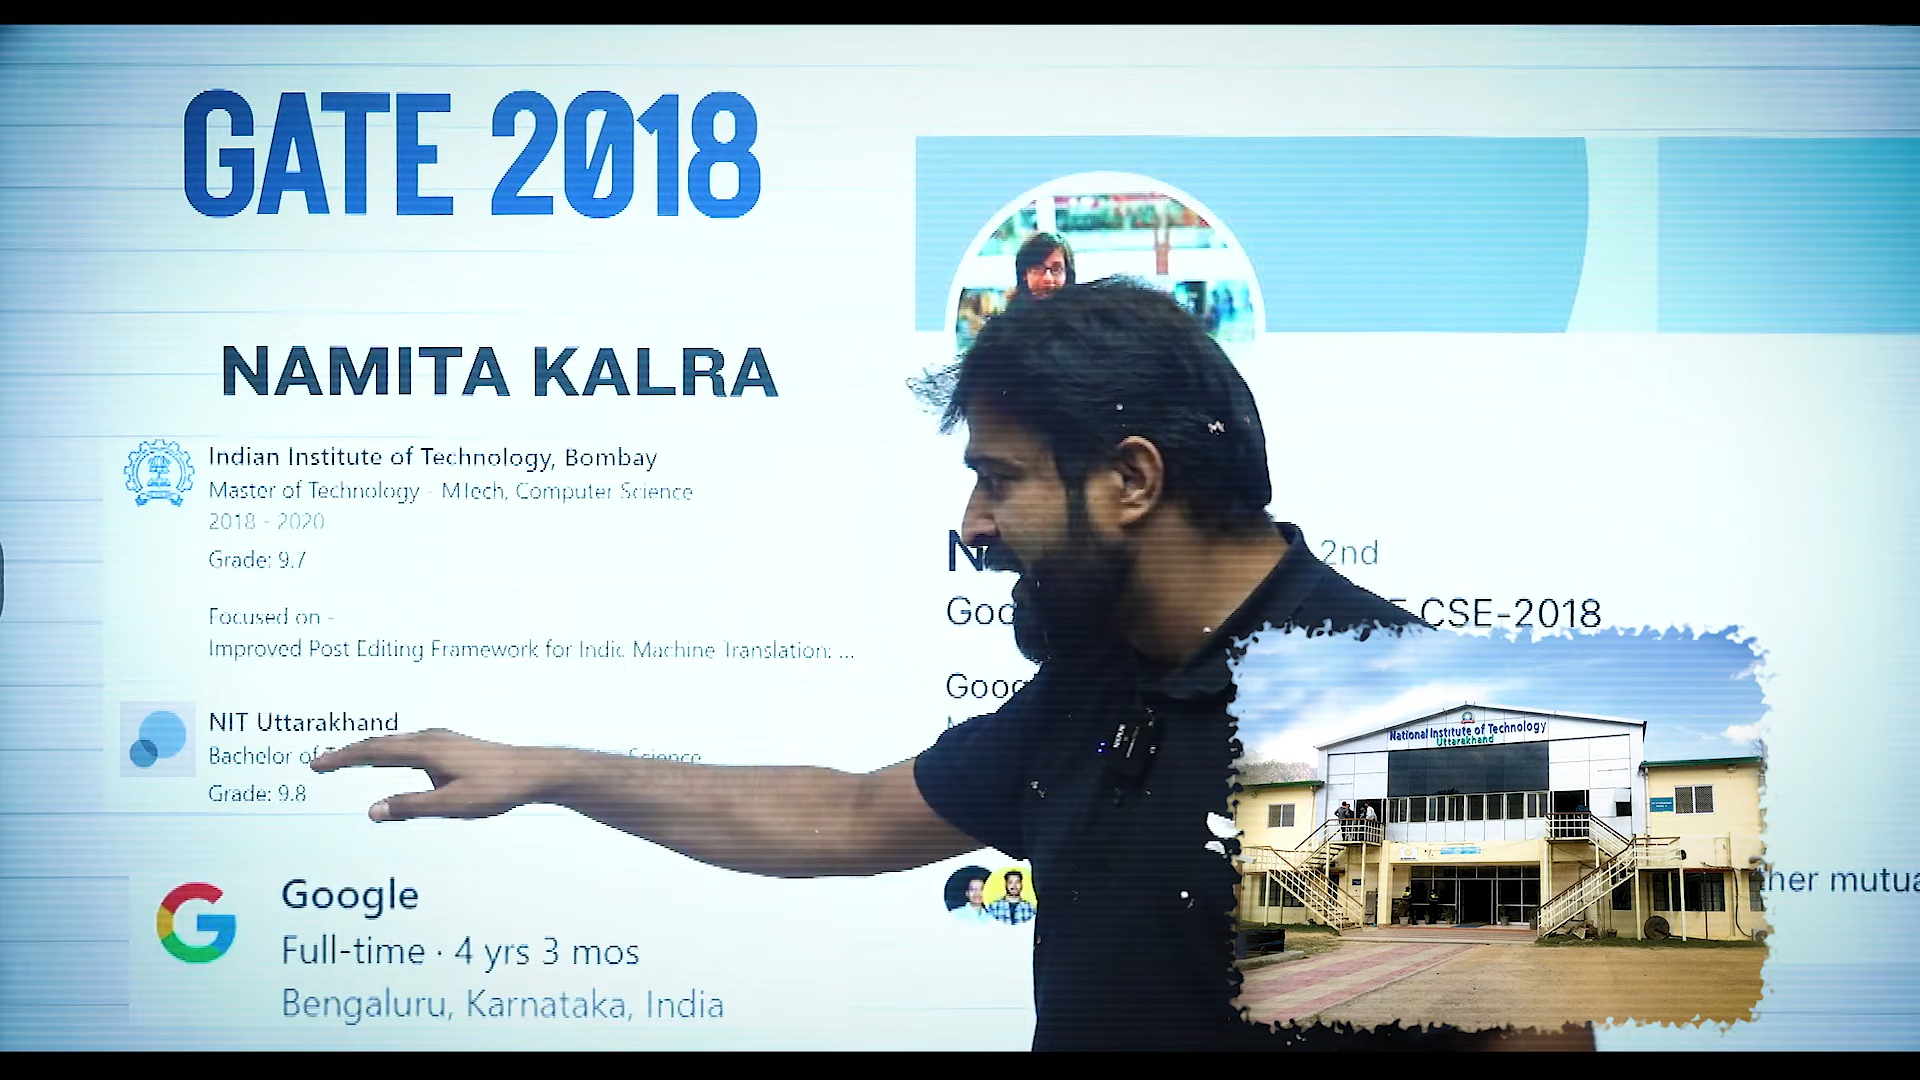 GATE 2018
NAMITA KALRA
Indian Institute of Technology, Bombay
Master of Technology - MTech, Computer Science
2018 - 2020
Grade: 9.7
Focused on -
Improved Post Editing Framework for Indic Machine Translation: ...
NIT Uttarakhand
Bachelor of
Science
Grade: 9.8
Google
Full-time · 4 yrs 3 mos
Bengaluru, Karnataka, India
2nd
CSE-2018
National Institute of Technology
Uttarakhand